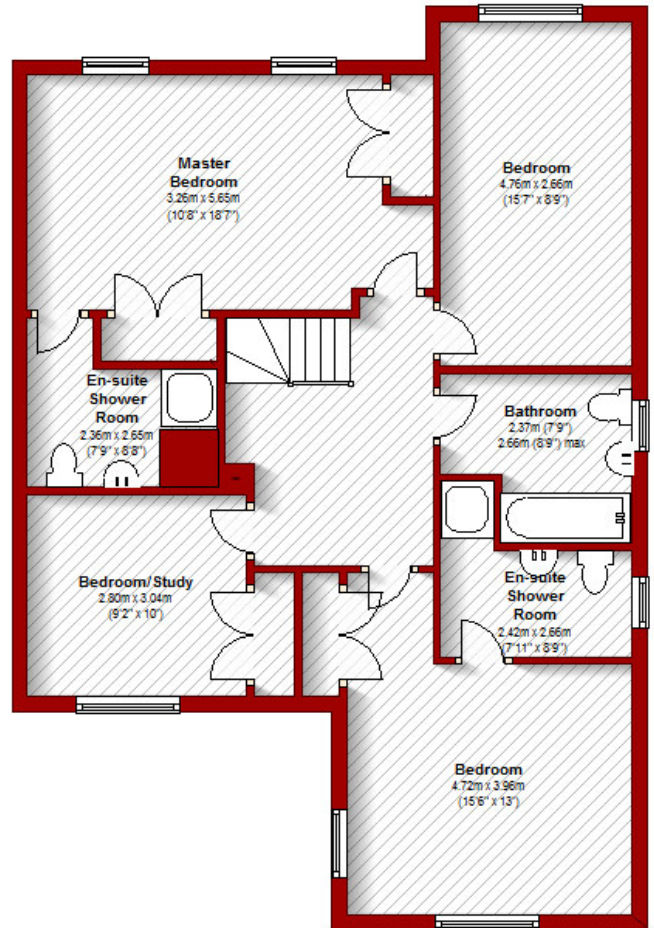 Master
Bedroom
3.26m x 5.65m
(10'8" x 18'7")
Bedroom
4.76m x 2.66m
(15'7" x 8'9")
En-suite
Shower
Room
2.36m x 2.65m
(7'9" x 8'8")
Bathroom
2.37m (7'9")
2.66m (8'9") max
Bedroom/Study
2.80m x 3.04m
(9'2" x 10')
En-suite
Shower
Room
2.42m x 2.66m
(7'11" x 8'9")
Bedroom
4.72m x 3.96m
(15'6" x 13')